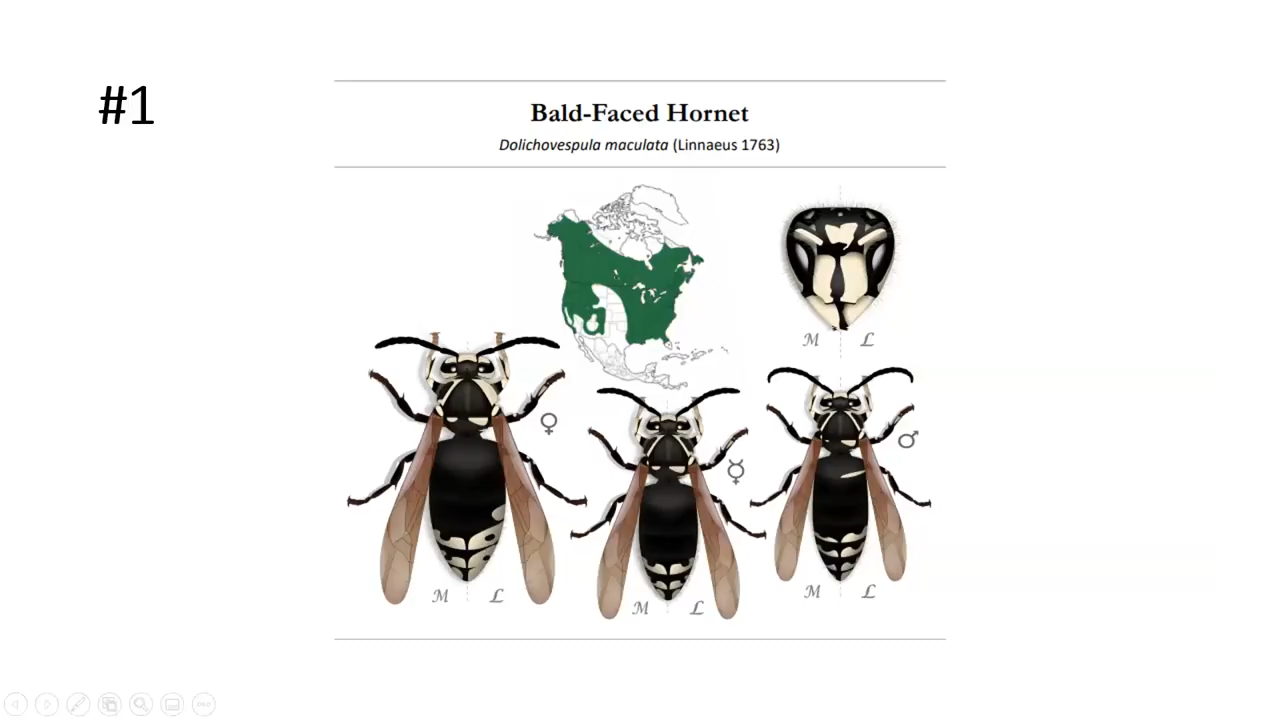 #1
Bald-Faced Hornet
Dolichovespula maculata (Linnaeus 1763)
M L
♀
☿
♂
M L
M L
M L